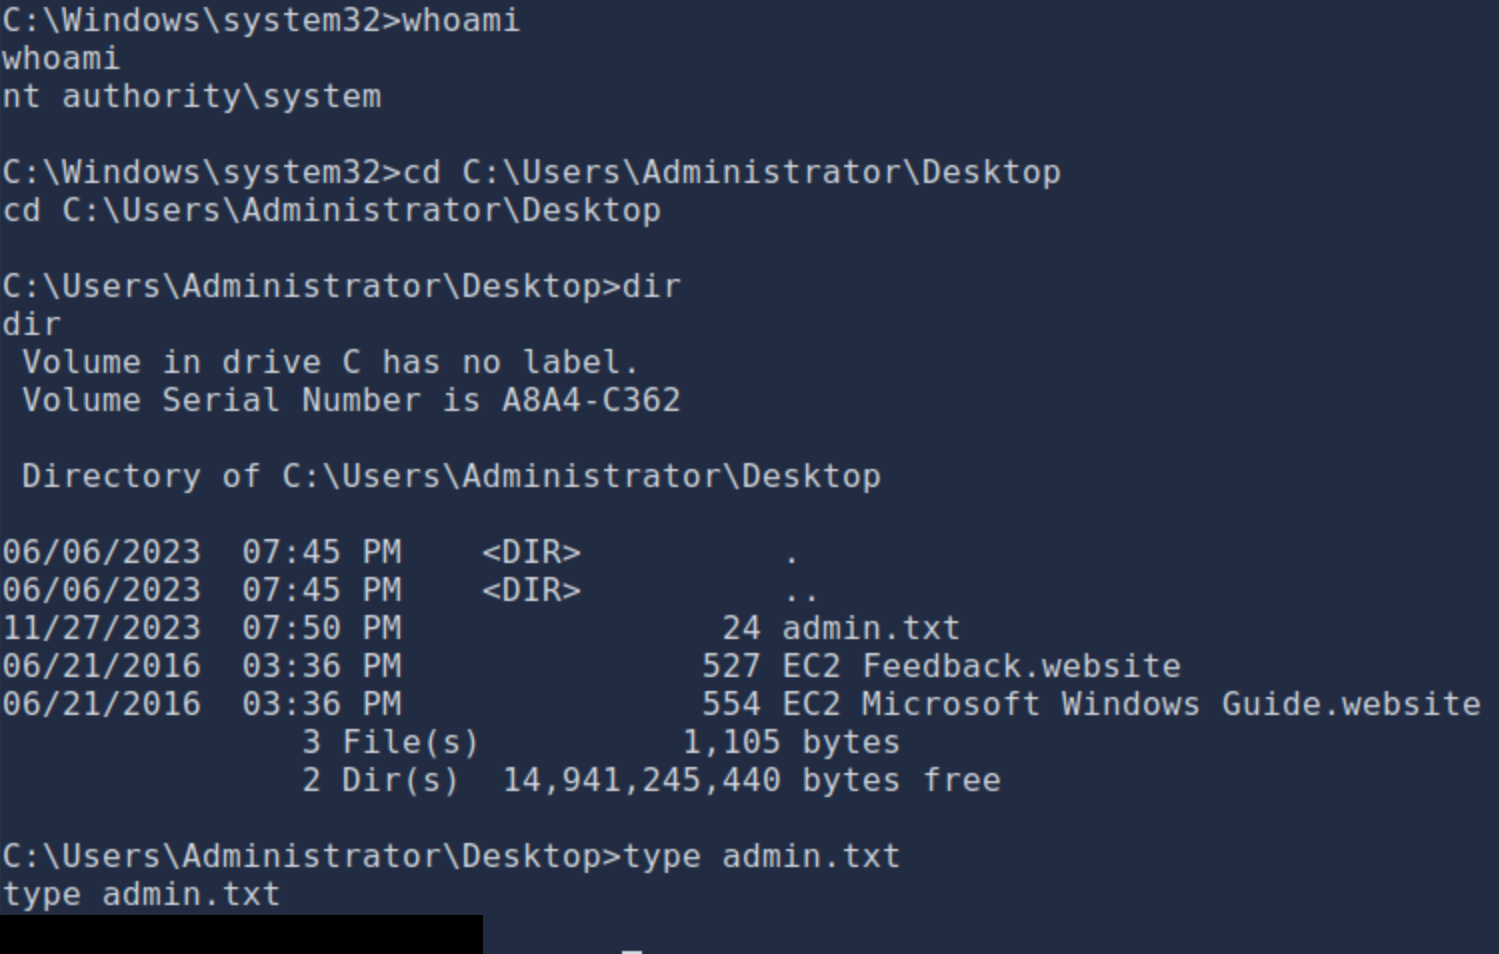 C:\Windows\system32>whoami
whoami
nt authority\system
C:\Windows\system32>cd C:\Users\Administrator\Desktop
cd C:\Users\Administrator\Desktop
C:\Users\Administrator\Desktop>dir
dir
 Volume in drive C has no label.
 Volume Serial Number is A8A4-C362
 Directory of C:\Users\Administrator\Desktop
06/06/2023  07:45 PM    <DIR>          .
06/06/2023  07:45 PM    <DIR>          ..
11/27/2023  07:50 PM                24 admin.txt
06/21/2016  03:36 PM               527 EC2 Feedback.website
06/21/2016  03:36 PM               554 EC2 Microsoft Windows Guide.website
               3 File(s)          1,105 bytes
               2 Dir(s)  14,941,245,440 bytes free
C:\Users\Administrator\Desktop>type admin.txt
type admin.txt